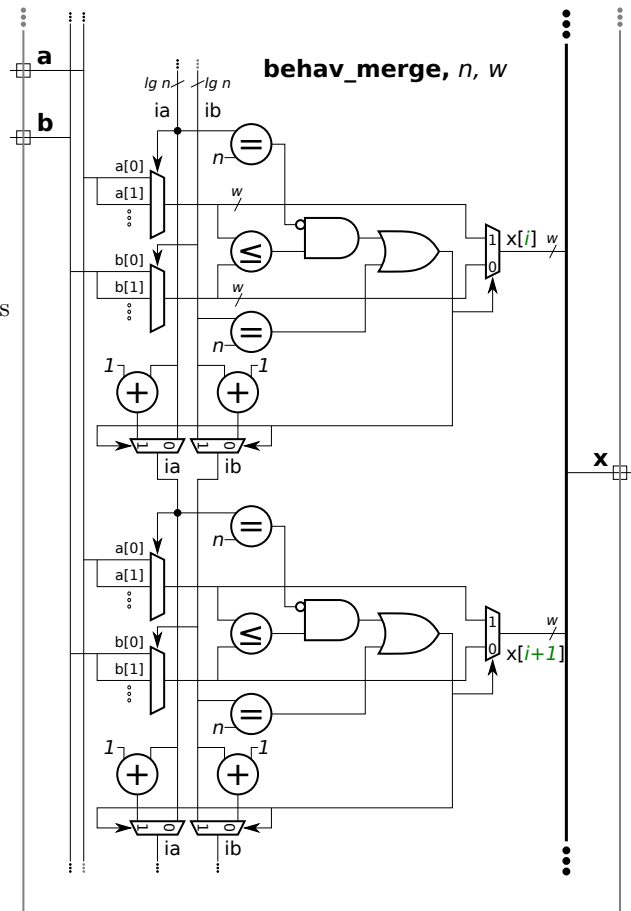 a
behav_merge, n, w
lg n lg n
ia ib
b
n
=
a[0]
a[1]
w
1 x[i] w
≤
0
b[0]
b[1]
w
s
=
n
1 1
+ +
1 0 1 0
ia ib
x
=
n
a[0]
a[1]
≤
1 w
0 x[i+1]
b[0]
b[1]
=
n
1 1
+ +
1 0 1 0
ia ib